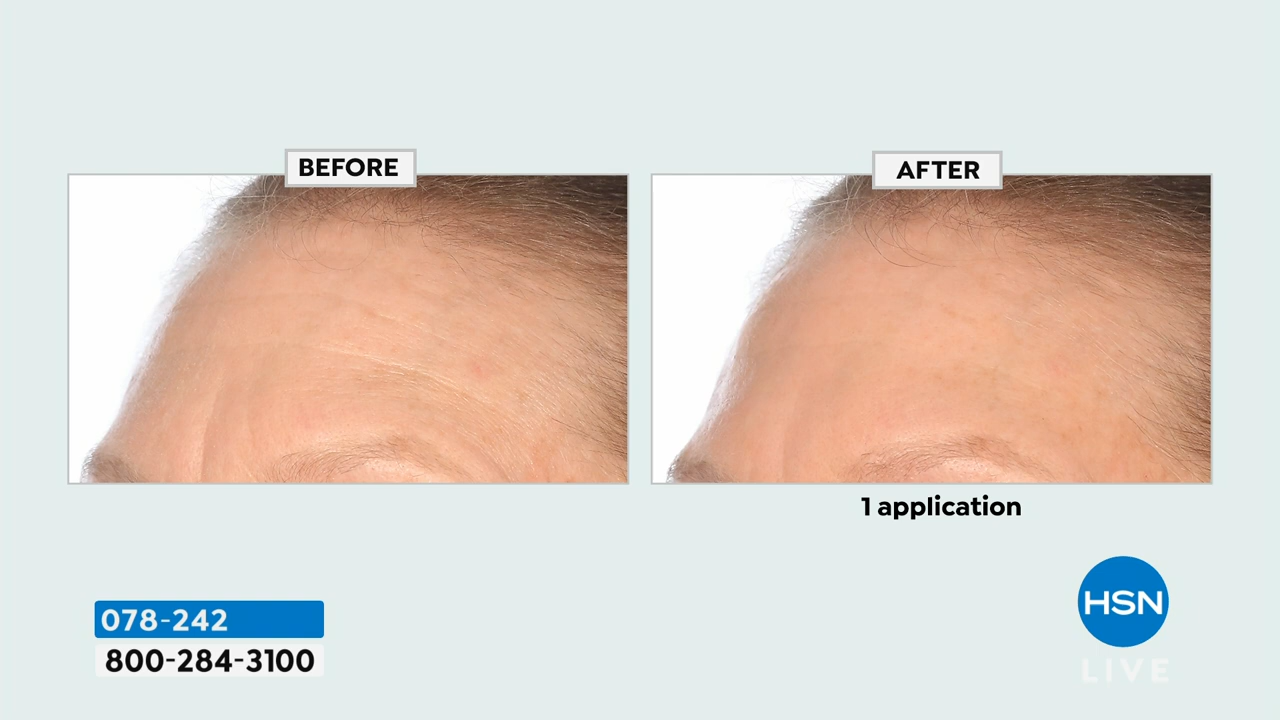 BEFORE
AFTER
1 application
078-242
800-284-3100
HSN
LIVE